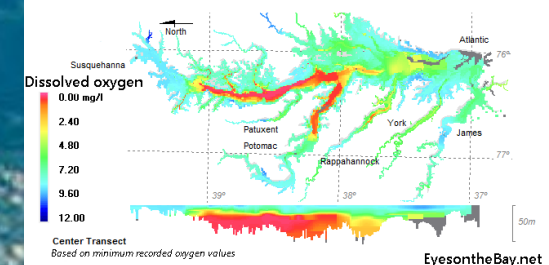 North
Atlantic
76°
Susquehanna
Dissolved oxygen
0.00 mg/l
2.40
4.80
7.20
9.60
12.00
Patuxent
Potomac
York
James
Rappahannock
77°
39°
38°
37°
50m
Center Transect
Based on minimum recorded oxygen values
EyesontheBay.net